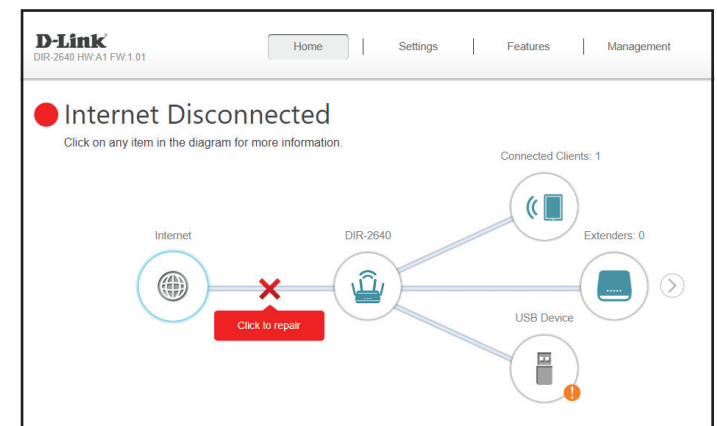 D-Link
DIR-2640 HW:A1 FW:1.01
Home
Settings
Features
Management
Internet Disconnected
Click on any item in the diagram for more information.
Connected Clients: 1
Internet
DIR-2640
Extenders: 0
Click to repair
USB Device
!